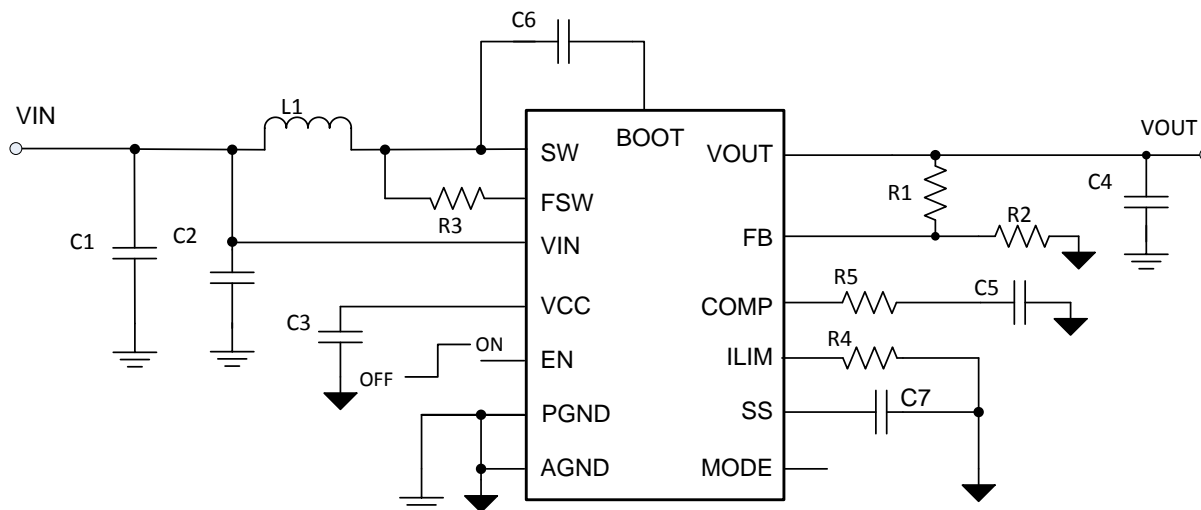 C6
VIN
L1
BOOT
VOUT
SW
VOUT
R1
C4
FSW
R3
R2
C1
C2
VIN
FB
VCC
R5
C5
COMP
C3
ON
R4
EN
ILIM
OFF
C7
PGND
SS
AGND
MODE